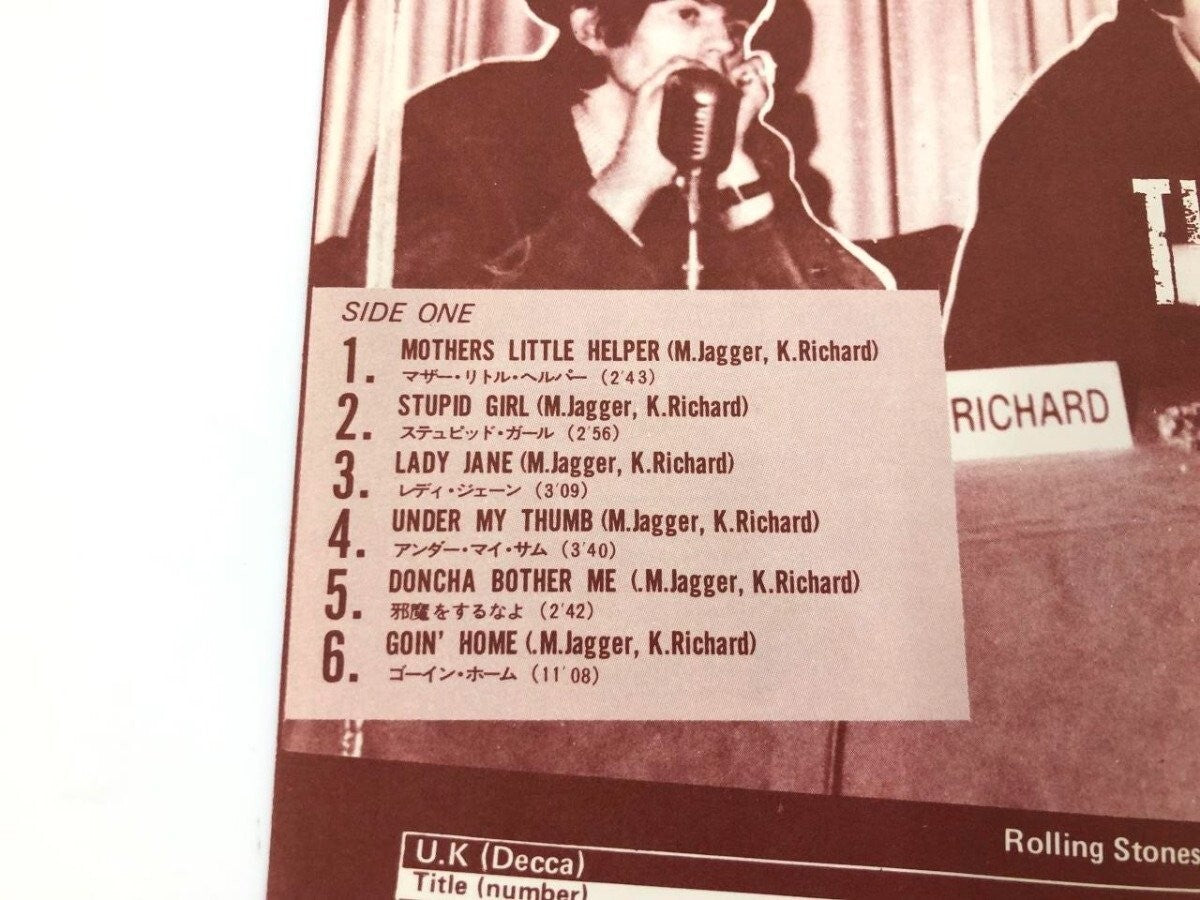 SIDE ONE
1. MOTHERS LITTLE HELPER (M.Jagger, K.Richard)
マザー・リトル・ヘルパー (2'43)
2. STUPID GIRL (M.Jagger, K.Richard)
ステュピッド・ガール (2'56)
3. LADY JANE (M.Jagger, K.Richard)
レディ・ジェーン (3'09)
4. UNDER MY THUMB (M.Jagger, K.Richard)
アンダー・マイ・サム (3'40)
5. DONCHA BOTHER ME (.M.Jagger, K.Richard)
邪魔をするなよ (2'42)
6. GOIN' HOME (.M.Jagger, K.Richard)
ゴーイン・ホーム (11'08)
RICHARD
Rolling Stones
U.K (Decca)
Title (number)